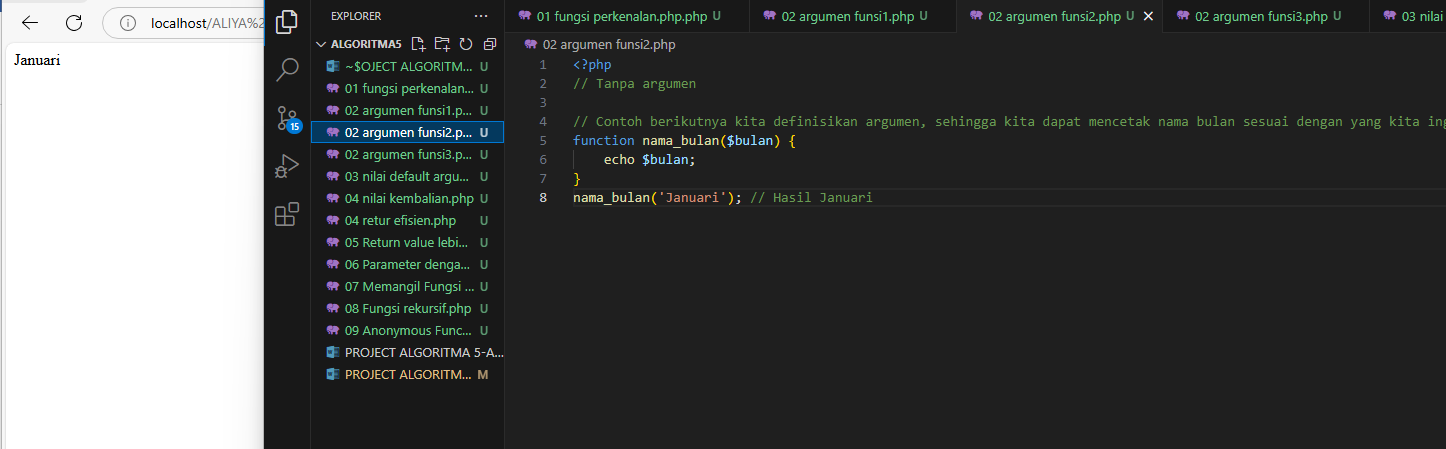 localhost/ALIYA%2
Januari
EXPLORER
ALGORITMA5
~$OJECT ALGORITM... U
01 fungsi perkenalan... U
02 argumen funsi1.p... U
02 argumen funsi2.p... U
02 argumen funsi3.p... U
03 nilai default argu... U
04 nilai kembalian.php U
04 retur efisien.php U
05 Return value lebi... U
06 Parameter denga... U
07 Memangil Fungsi ... U
08 Fungsi rekursif.php U
09 Anonymous Func... U
PROJECT ALGORITMA 5-A...
PROJECT ALGORITM... M
15
01 fungsi perkenalan.php.php U
02 argumen funsi1.php U
02 argumen funsi2.php U
02 argumen funsi3.php U
03 nilai
02 argumen funsi2.php
1 <?php
2 // Tanpa argumen
3
4 // Contoh berikutnya kita definisikan argumen, sehingga kita dapat mencetak nama bulan sesuai dengan yang kita ing
5 function nama_bulan($bulan) {
6 echo $bulan;
7 }
8 nama_bulan('Januari'); // Hasil Januari